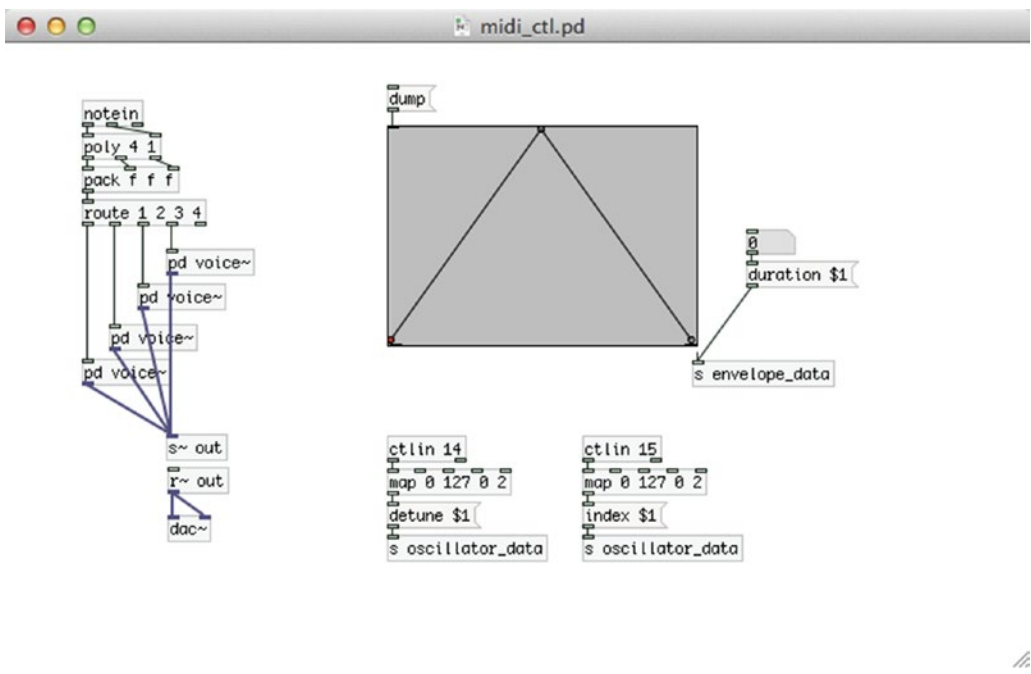 midi_ctl.pd
notein
poly 4 1
pack f f f
route 1 2 3 4
pd voice~
pd voice~
pd voice~
pd voice~
s~ out
r~ out
dac~
dump
0
duration $1
s envelope_data
ctlin 14
map 0 127 0 2
detune $1
s oscillator_data
ctlin 15
map 0 127 0 2
index $1
s oscillator_data